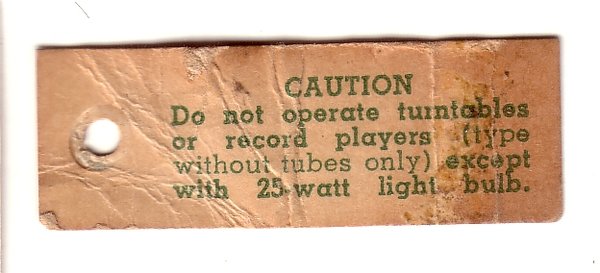 CAUTION
Do not operate turntables
or record players (type
without tubes only) except
with 25-watt light bulb.